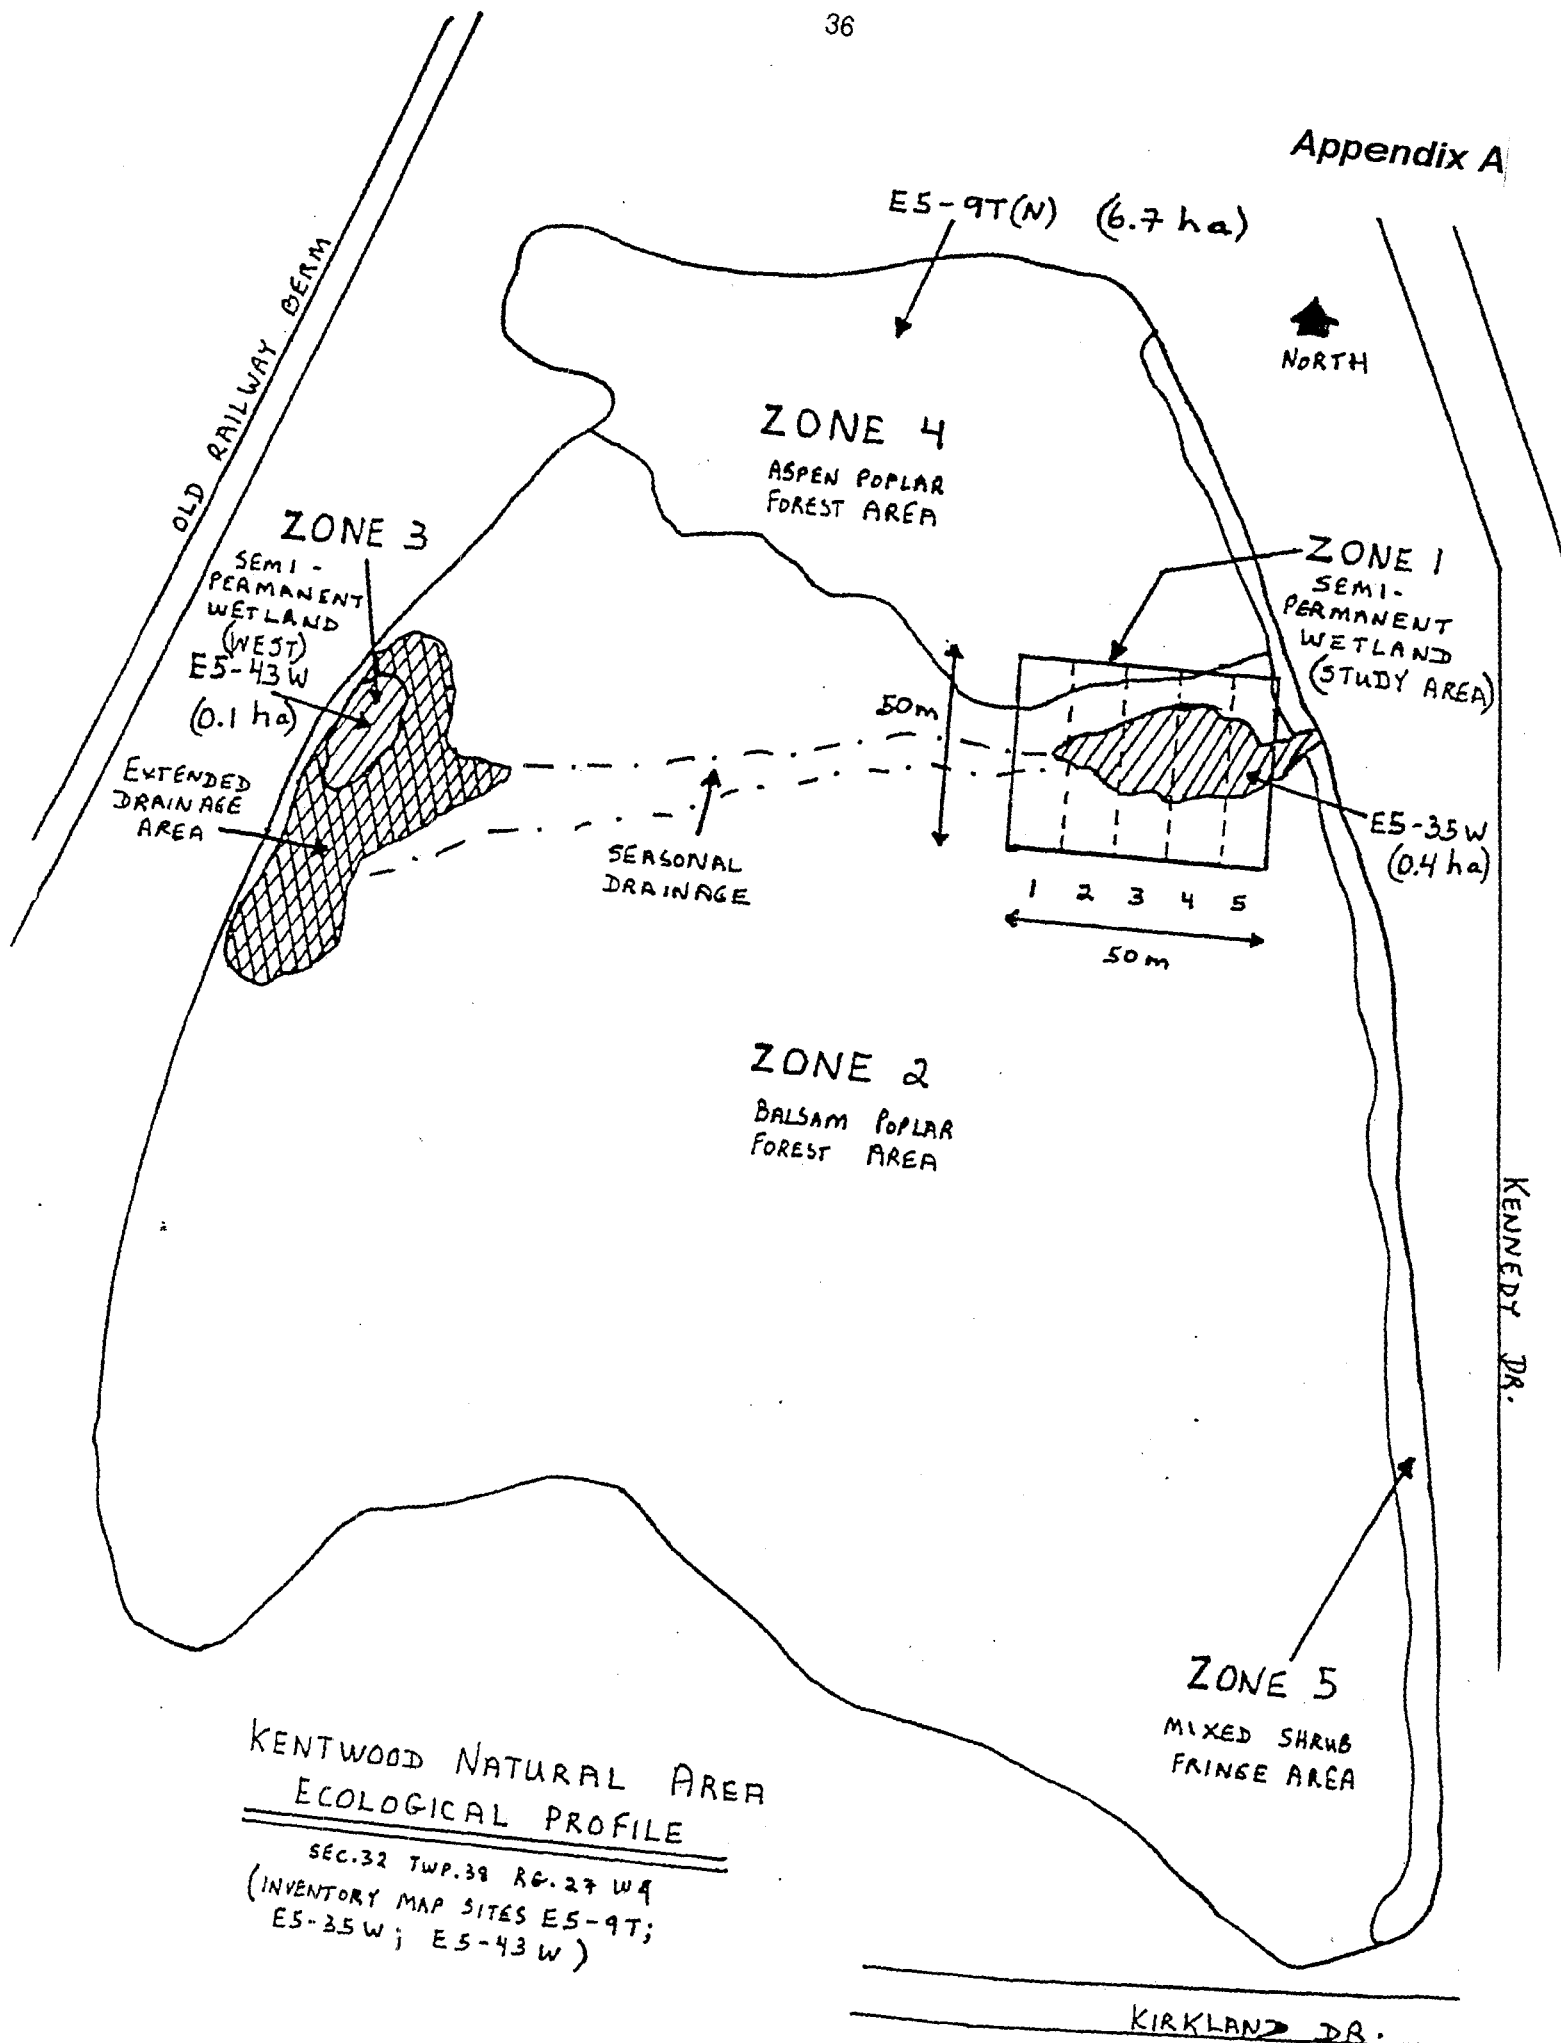 36
Appendix A
E5-9T(N) (6.7 ha)
OLD RAILWAY BERM
NORTH
ZONE 4
ASPEN POPLAR
FOREST AREA
ZONE 3
SEMI-
PERMANENT
WETLAND
(WEST)
E5-43W
(0.1 ha)
EXTENDED
DRAINAGE
AREA
ZONE 1
SEMI-
PERMANENT
WETLAND
(STUDY AREA)
50m
SEASONAL
DRAINAGE
E5-35W
(0.4 ha)
1 2 3 4 5
50m
ZONE 2
BALSAM POPLAR
FOREST AREA
KENNEDY DR.
ZONE 5
MIXED SHRUB
FRINGE AREA
KENTWOOD NATURAL AREA
ECOLOGICAL PROFILE
SEC.32 TWP.38 RG.27 W4
(INVENTORY MAP SITES E5-9T;
E5-35W; E5-43W)
KIRKLAND DR.